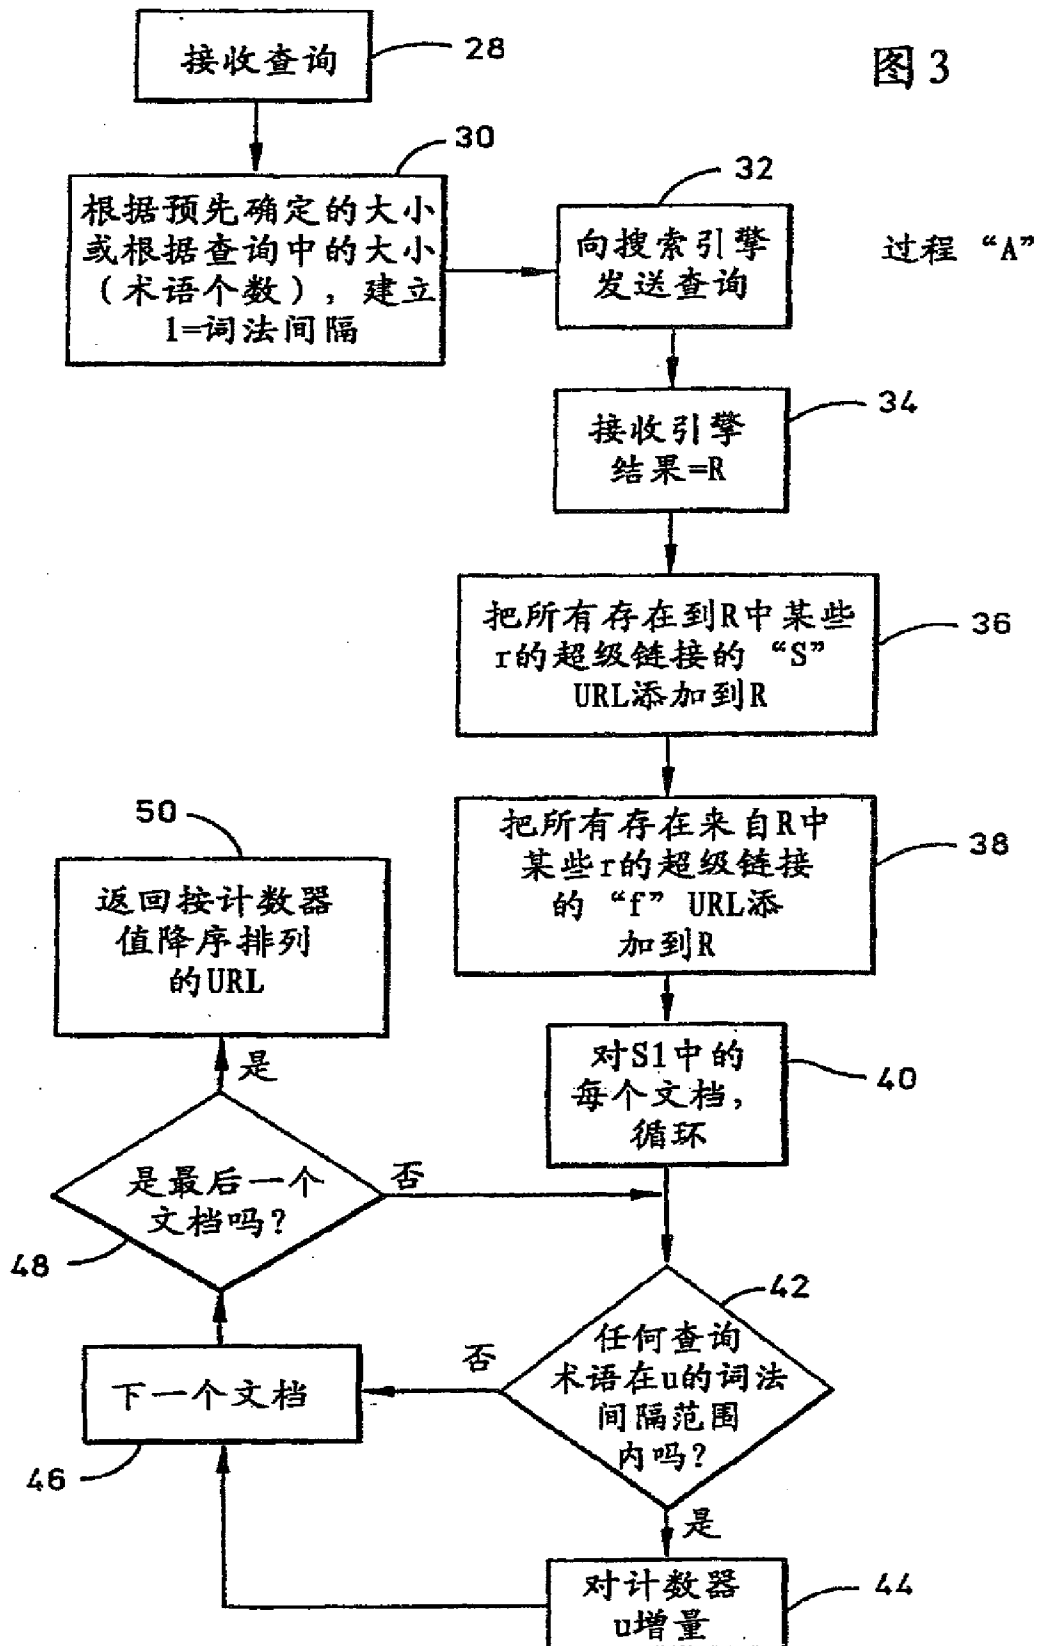 接收查询
28
图3
30
根据预先确定的大小
或根据查询中的大小
(术语个数),建立
1=词法间隔
32
向搜索引擎
发送查询
过程“A”
34
接收引擎
结果=R
36
把所有存在到R中某些
r的超级链接的“S”
URL添加到R
38
把所有存在来自R中
某些r的超级链接
的“f”URL添
加到R
40
对S1中的
每个文档,
循环
42
任何查询
术语在u的词法
间隔范围
内吗?
否
是
44
对计数器
u增量
46
下一个文档
48
是最后一个
文档吗?
否
是
50
返回按计数器
值降序排列
的URL